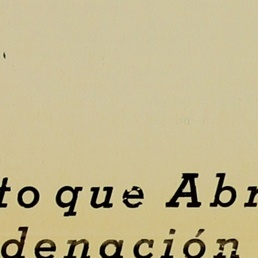 to que Abr
denación